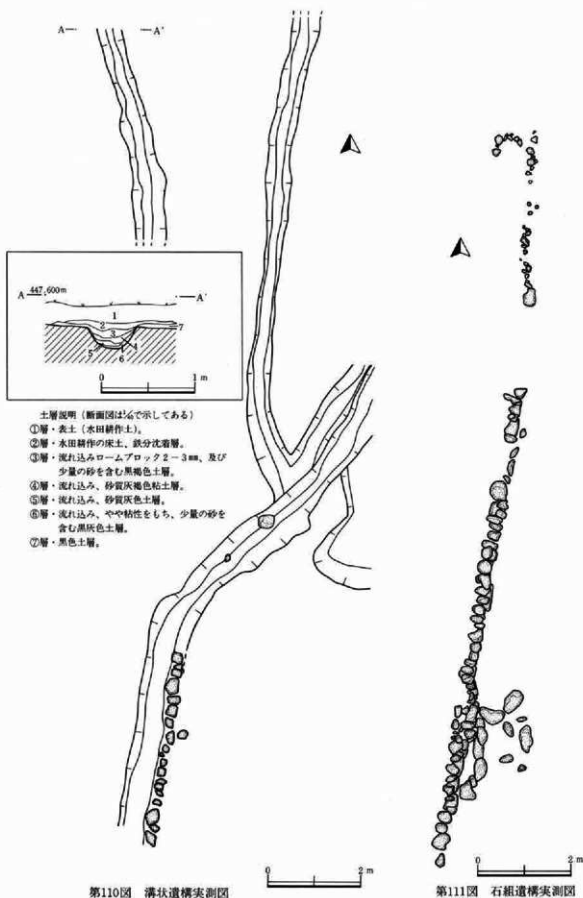 A— —A'
A 447,600m —A'
1
2
3
7
5
4
6
0 1 m
土層説明（断面図は1/40で示してある）
①層・表土（水田耕作土）。
②層・水田耕作の床土、鉄分沈着層。
③層・流れ込みロームブロック2－3㎜、及び
少量の砂を含む黒褐色土層。
④層・流れ込み、砂質灰褐色粘土層。
⑤層・流れ込み、砂質灰色土層。
⑥層・流れ込み、やや粘性をもち、少量の砂を
含む黒灰色土層。
⑦層・黒色土層。
0 2 m
第110図 溝状遺構実測図
0 2 m
第111図 石組遺構実測図